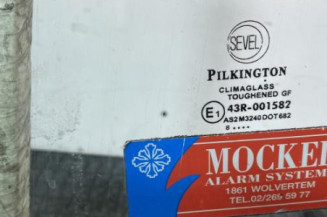 SEVEL
PILKINGTON
CLIMAGLASS
TOUGHENED GF
E1 43R-001582
AS2M3240DOT682
8 ••••
MOCKE
ALARM SYSTEM
1861 WOLVERTEM
TEL.02/265 59 77